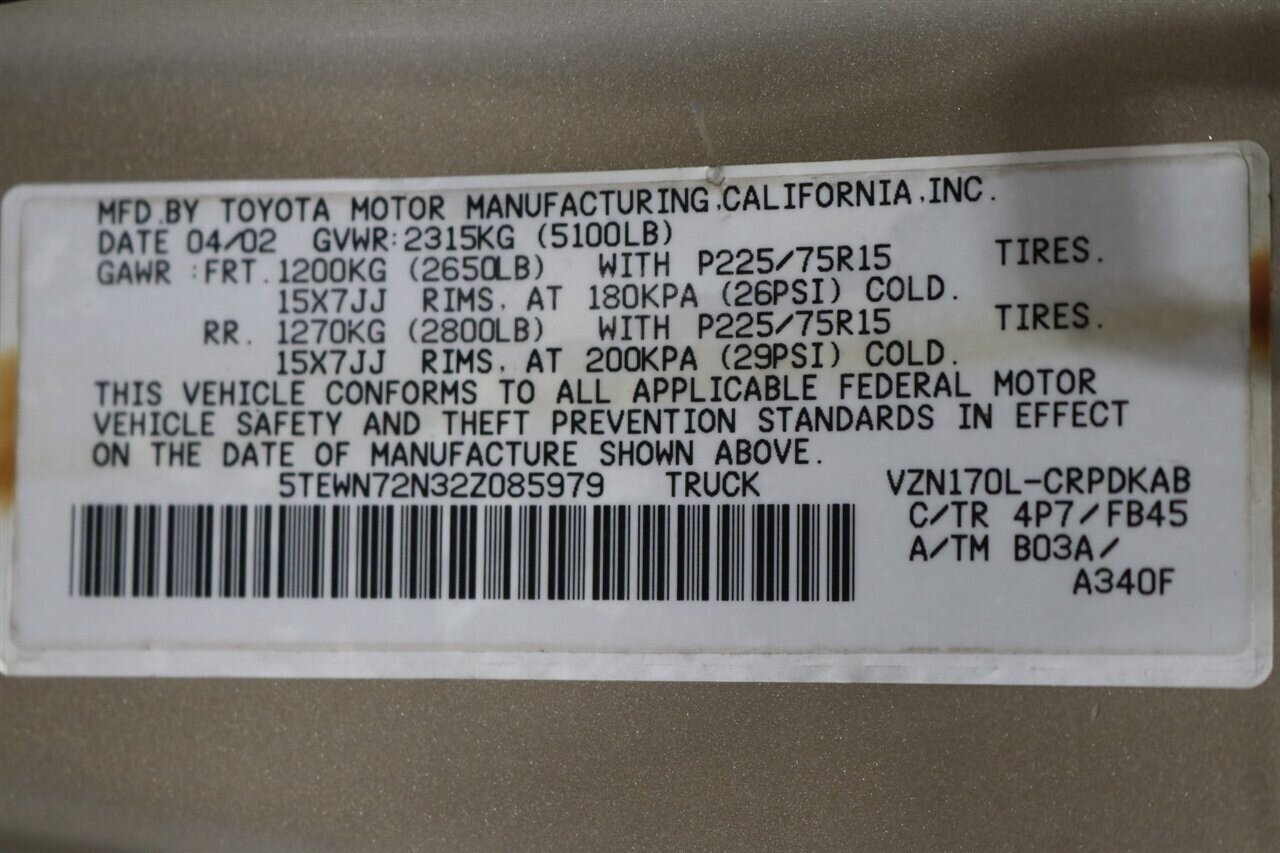 MFD.BY TOYOTA MOTOR MANUFACTURING.CALIFORNIA.INC.
DATE 04/02 GVWR:2315KG (5100LB)
GAWR :FRT. 1200KG (2650LB) WITH P225/75R15 TIRES.
15X7JJ RIMS. AT 180KPA (26PSI) COLD.
RR. 1270KG (2800LB) WITH P225/75R15 TIRES.
15X7JJ RIMS. AT 200KPA (29PSI) COLD.
THIS VEHICLE CONFORMS TO ALL APPLICABLE FEDERAL MOTOR
VEHICLE SAFETY AND THEFT PREVENTION STANDARDS IN EFFECT
ON THE DATE OF MANUFACTURE SHOWN ABOVE.
5TEWN72N32Z085979 TRUCK VZN170L-CRPDKAB
C/TR 4P7/FB45
A/TM B03A/
A340F